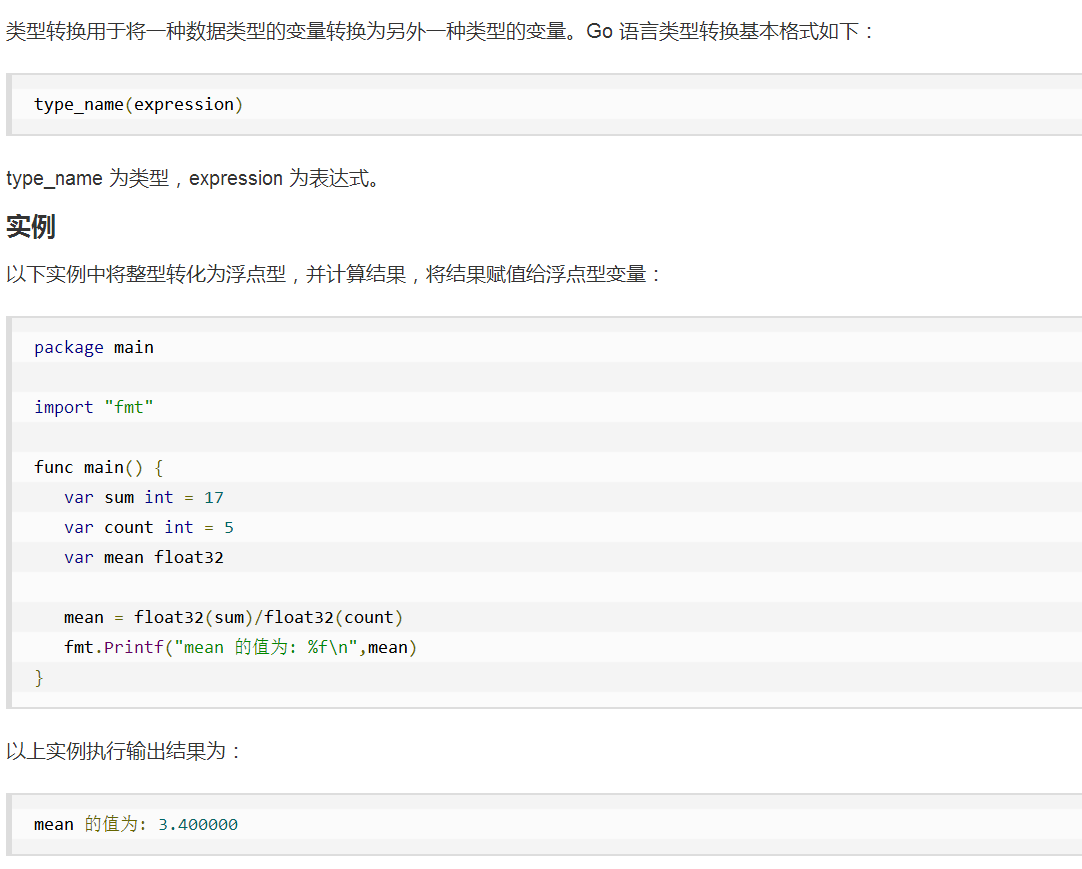 类型转换用于将一种数据类型的变量转换为另外一种类型的变量。Go 语言类型转换基本格式如下：
type_name(expression)
type_name 为类型，expression 为表达式。
实例
以下实例中将整型转化为浮点型，并计算结果，将结果赋值给浮点型变量：
package main
import "fmt"
func main() {
   var sum int = 17
   var count int = 5
   var mean float32
   mean = float32(sum)/float32(count)
   fmt.Printf("mean 的值为: %f\n",mean)
}
以上实例执行输出结果为：
mean 的值为: 3.400000